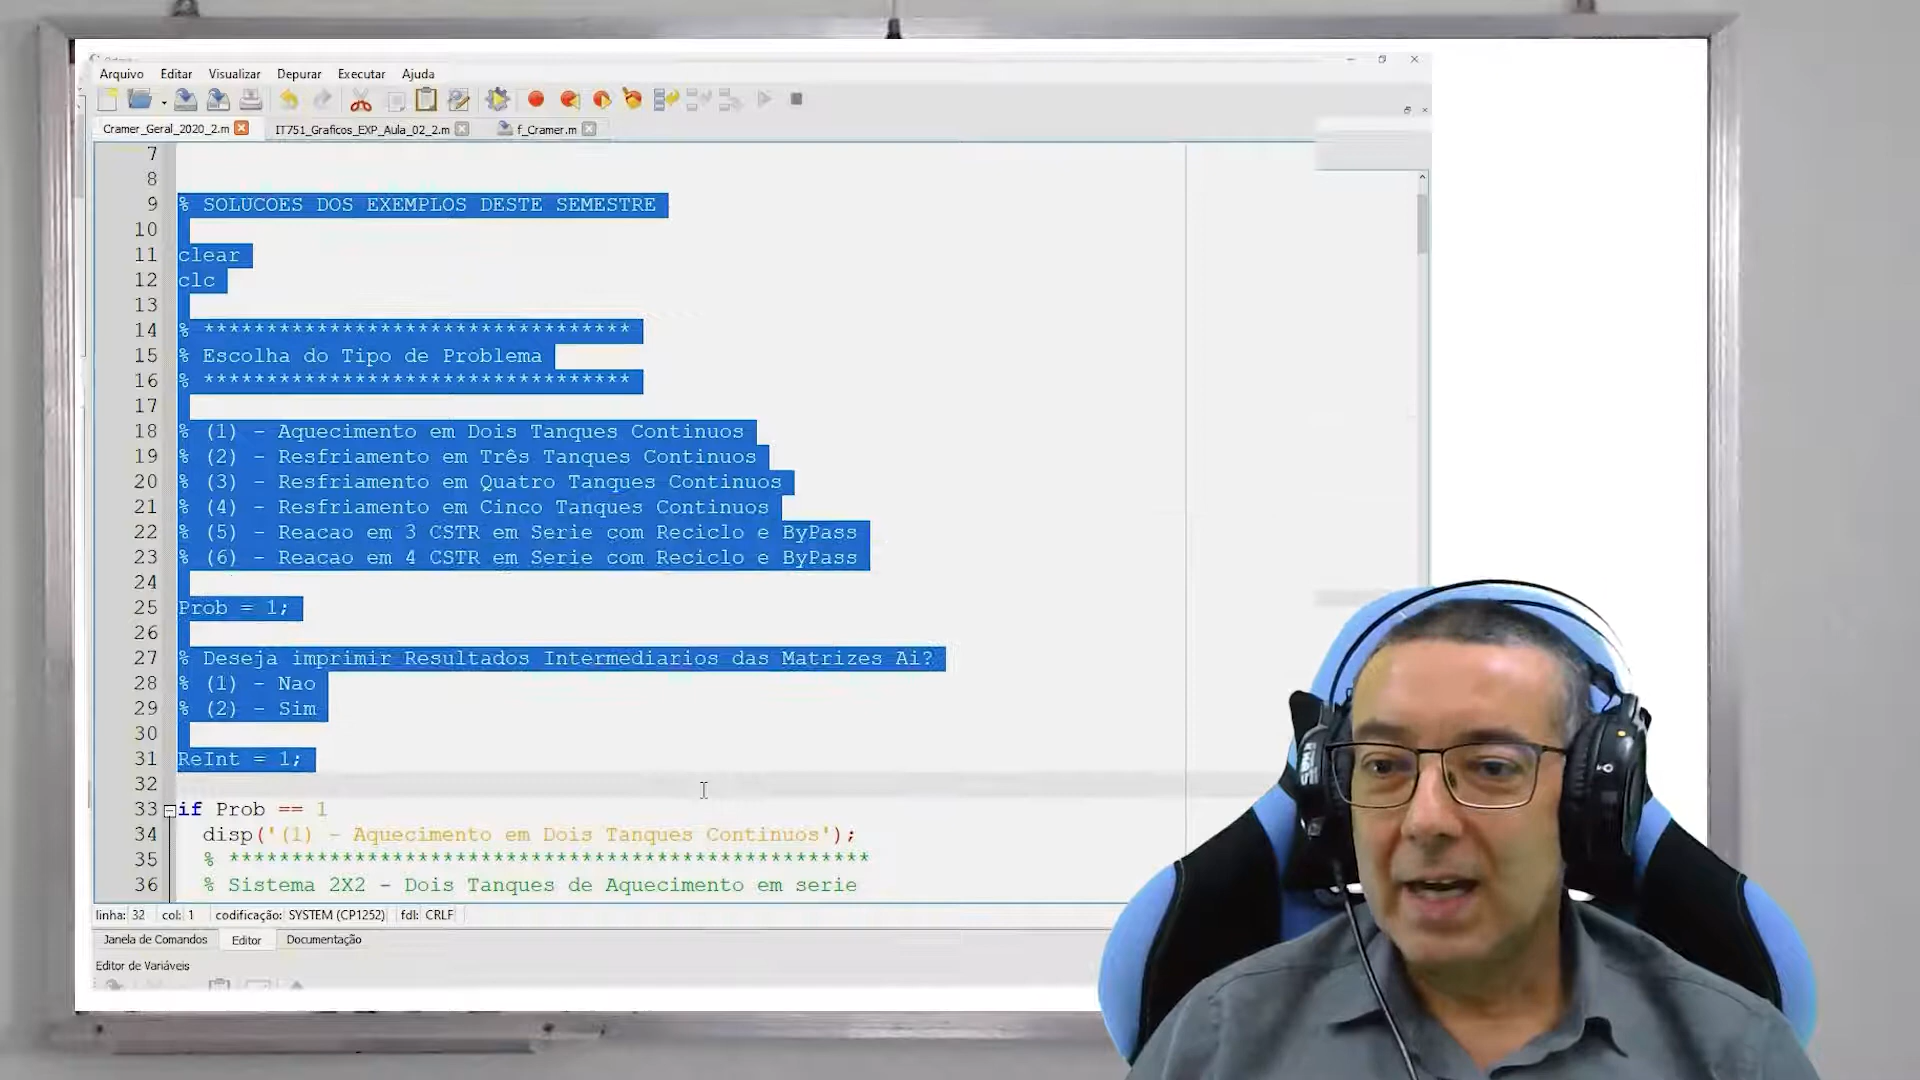 Arquivo Editar Visualizar Depurar Executar Ajuda
Cramer_Geral_2020_2.m IT751_Graficos_EXP_Aula_02_2.m f_Cramer.m
7
8
9 % SOLUCOES DOS EXEMPLOS DESTE SEMESTRE
10
11 clear
12 clc
13
14 % **********************************
15 % Escolha do Tipo de Problema
16 % **********************************
17
18 % (1) - Aquecimento em Dois Tanques Continuos
19 % (2) - Resfriamento em Três Tanques Continuos
20 % (3) - Resfriamento em Quatro Tanques Continuos
21 % (4) - Resfriamento em Cinco Tanques Continuos
22 % (5) - Reacao em 3 CSTR em Serie com Reciclo e ByPass
23 % (6) - Reacao em 4 CSTR em Serie com Reciclo e ByPass
24
25 Prob = 1;
26
27 % Deseja imprimir Resultados Intermediarios das Matrizes Ai?
28 % (1) - Nao
29 % (2) - Sim
30
31 ReInt = 1;
32
33 if Prob == 1
34 disp('(1) - Aquecimento em Dois Tanques Continuos');
35 % ***************************************************
36 % Sistema 2X2 - Dois Tanques de Aquecimento em serie
linha: 32 col: 1 codificação: SYSTEM (CP1252) fdl: CRLF
Janela de Comandos Editor Documentação
Editor de Variáveis